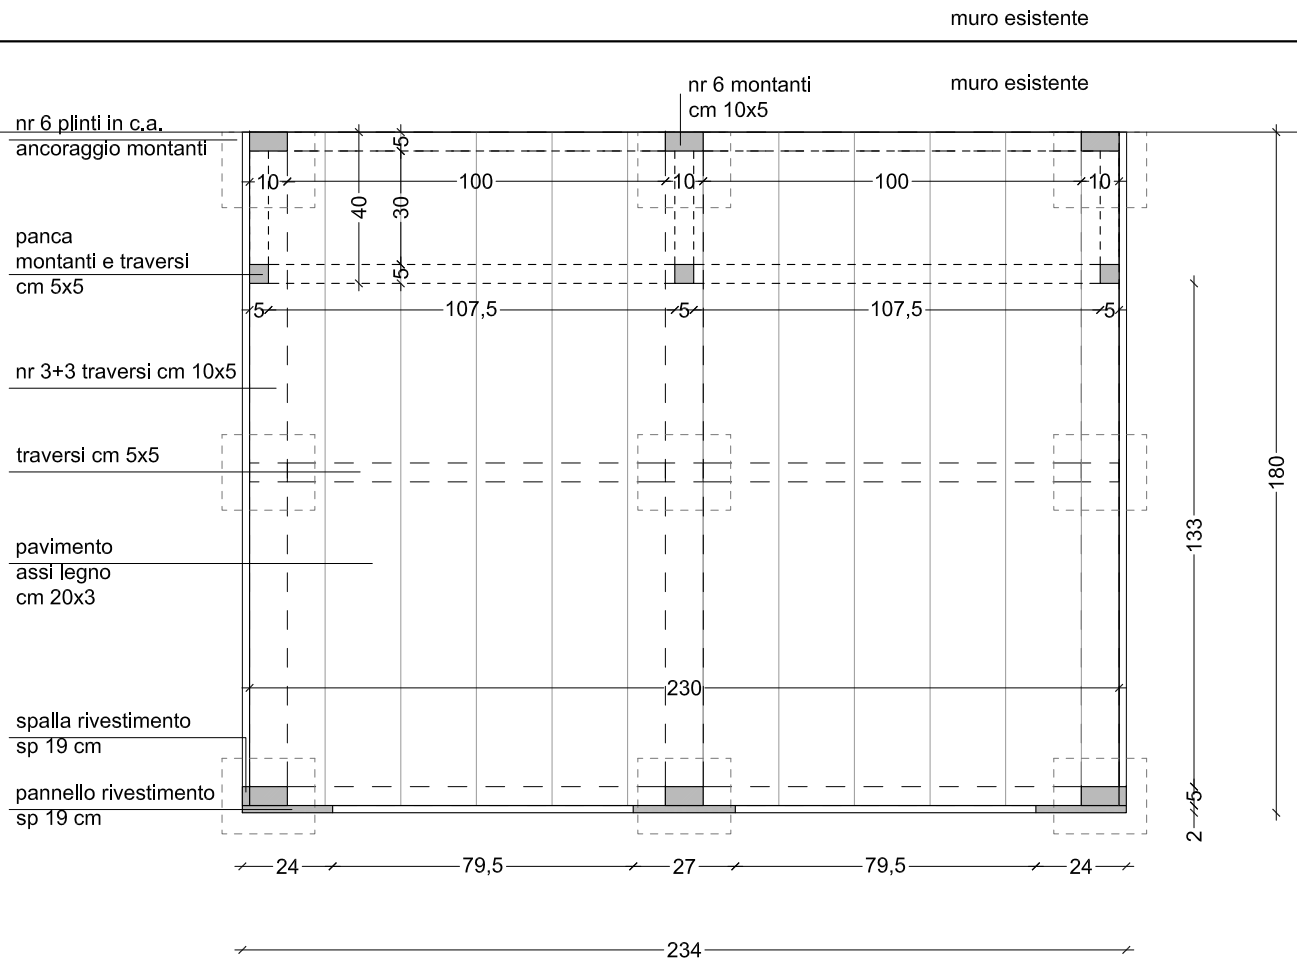 muro esistente
muro esistente
nr 6 montanti
cm 10x5
nr 6 plinti in c.a.
ancoraggio montanti
5
10
100
10
100
10
40
30
panca
montanti e traversi
cm 5x5
5
5
107,5
5
107,5
5
nr 3+3 traversi cm 10x5
traversi cm 5x5
180
133
pavimento
assi legno
cm 20x3
230
spalla rivestimento
sp 19 cm
pannello rivestimento
sp 19 cm
5
2
24
79,5
27
79,5
24
234